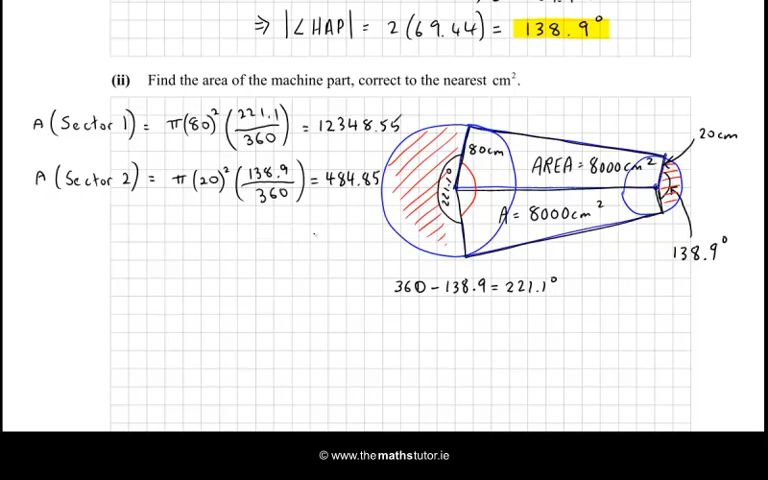 ⇒ |∠HAP| = 2(69.44) = 138.9°
(ii) Find the area of the machine part, correct to the nearest cm².
A (Sector 1) = π(80)² (221.1/360) = 12348.55
A (Sector 2) = π(20)² (138.9/360) = 484.85
80cm
20cm
AREA = 8000cm²
221.1°
A = 8000cm²
138.9°
360 - 138.9 = 221.1°
© www.themathstutor.ie